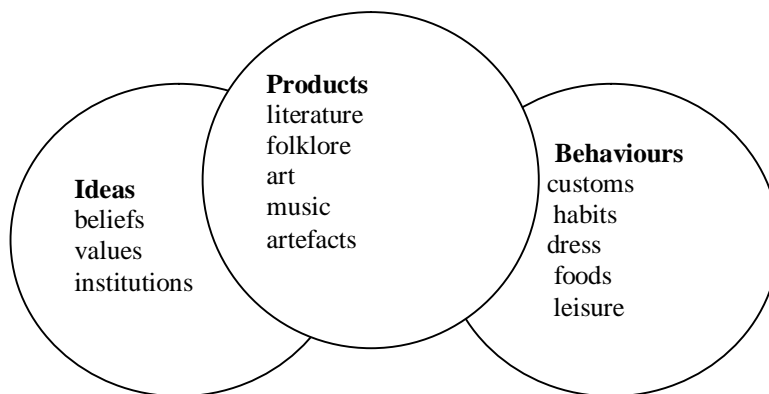 Products
literature
folklore
art
music
artefacts
Ideas
beliefs
values
institutions
Behaviours
customs
habits
dress
foods
leisure